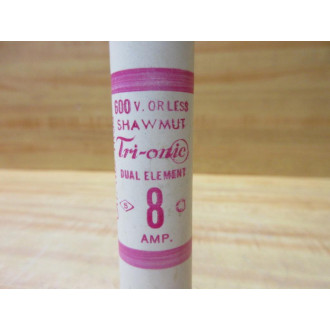 600 V. OR LESS
SHAWMUT
Tri-onic
DUAL ELEMENT
8
AMP.